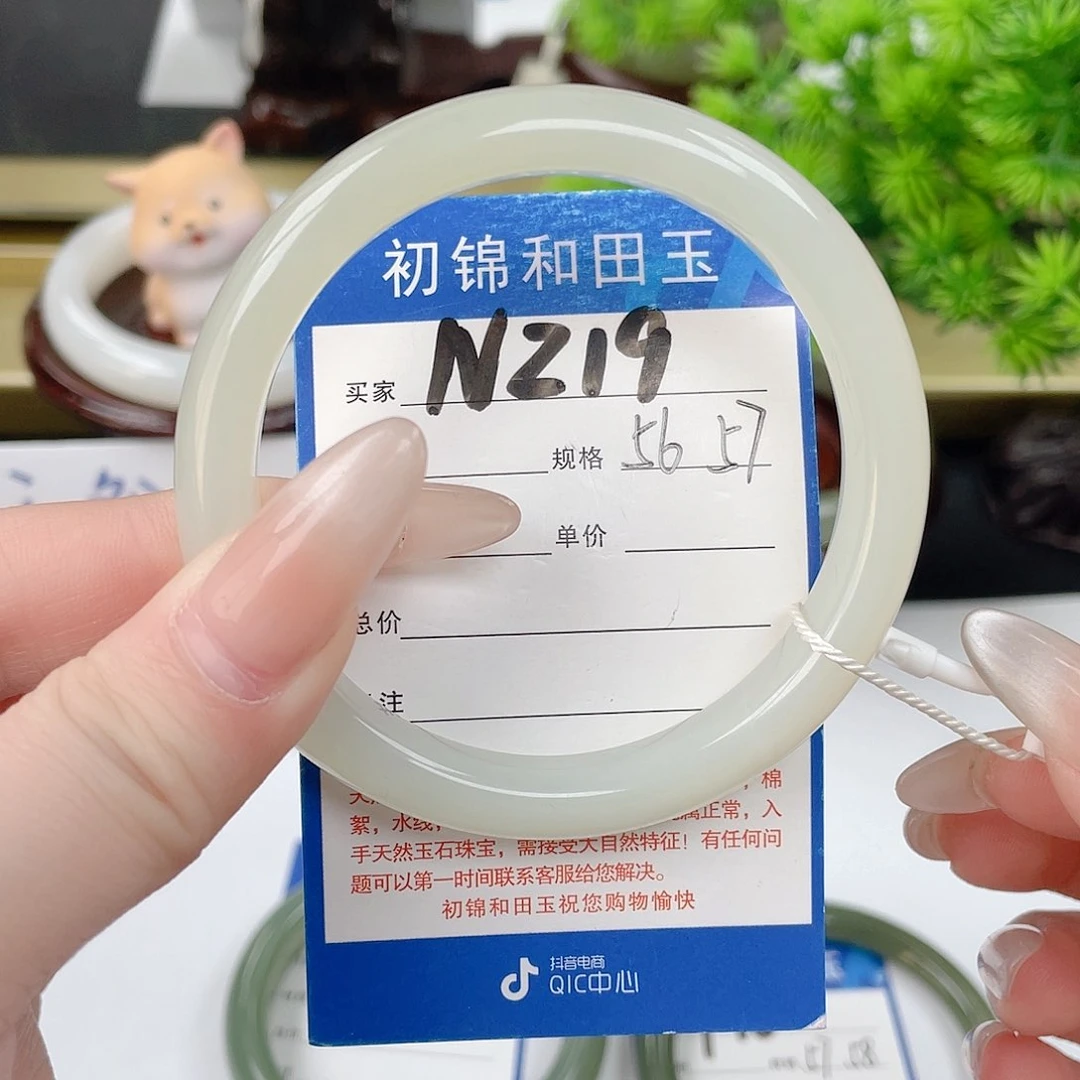 初锦和田玉
买家 NZ19
规格 56 57
单价
总价
注
棉
絮，水线，属正常，入
手天然玉石珠宝，需接受大自然特征！有任何问
题可以第一时间联系客服给您解决。
初锦和田玉祝您购物愉快
抖音电商
QIC中心
57 58